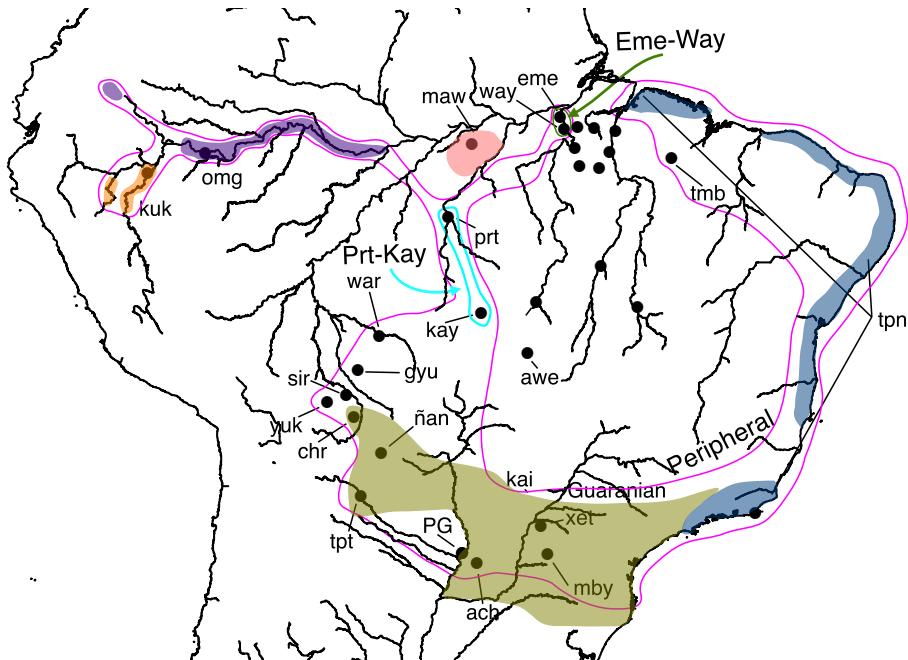 Eme-Way
eme
way
maw
omg
tmb
kuk
prt
Prt-Kay
war
tpn
kay
gyu
awe
sir
yuk
ñan
chr
Peripheral
kai
Guaranian
xet
PG
tpt
mby
ach